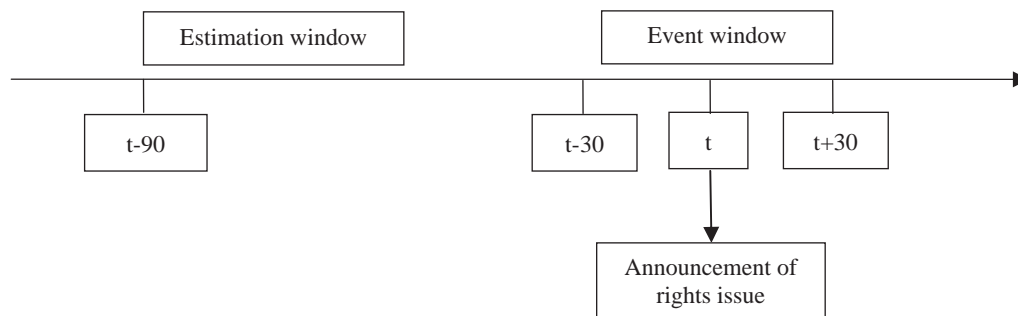 Estimation window
Event window
t-90
t-30
t
t+30
Announcement of
rights issue